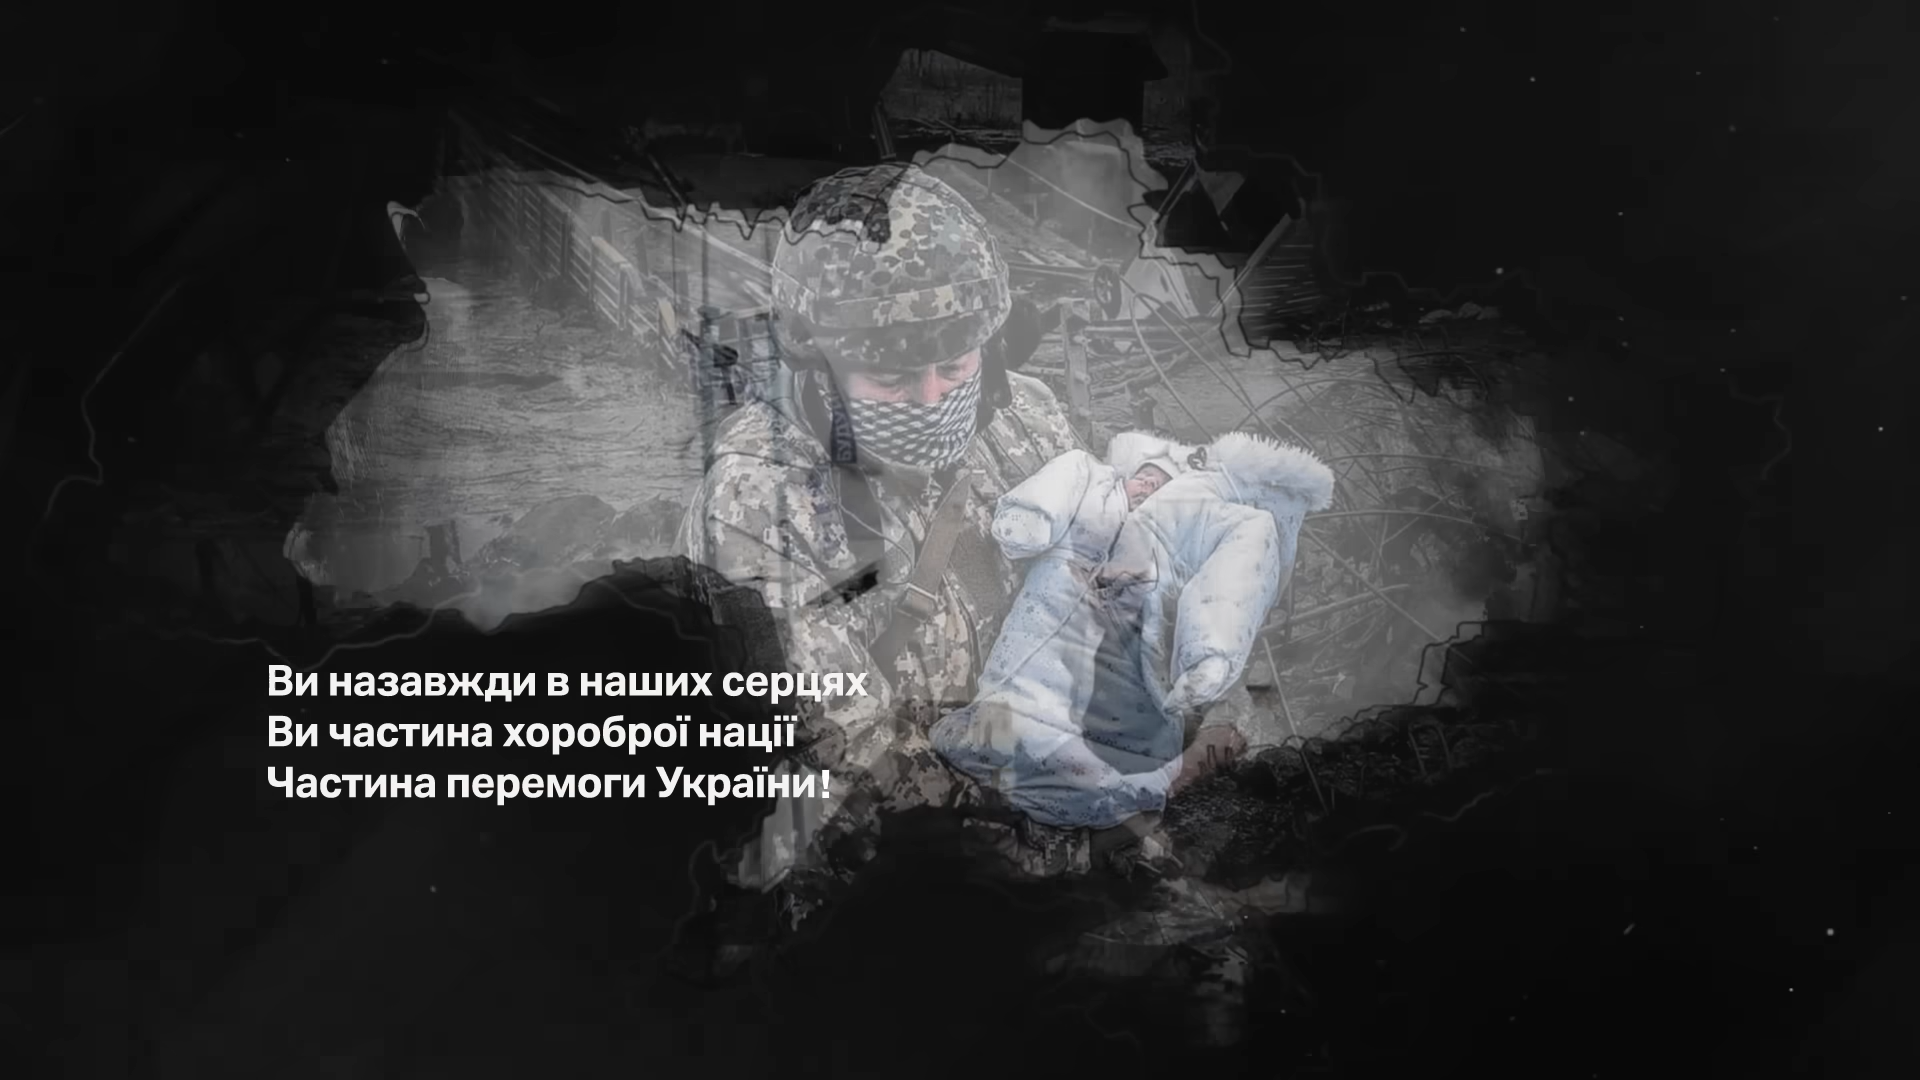 Ви назавжди в наших серцях
Ви частина хороброї нації
Частина перемоги України!